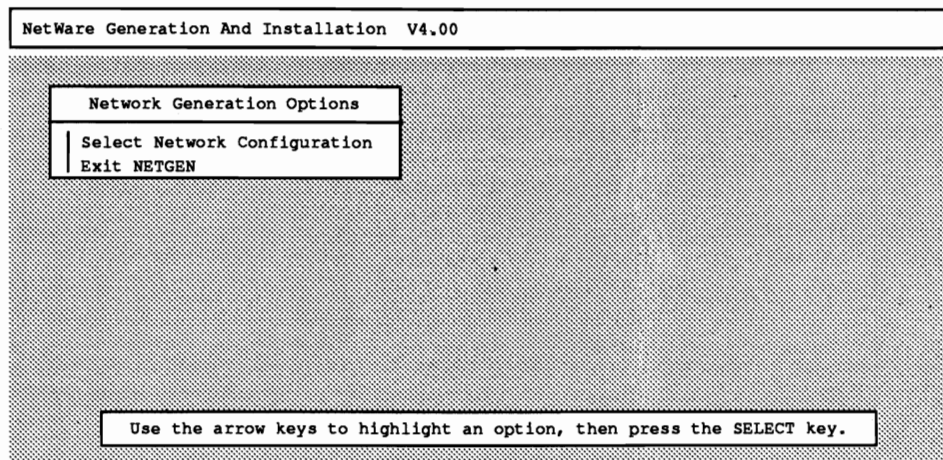 NetWare Generation And Installation V4.00
Network Generation Options
Select Network Configuration
Exit NETGEN
Use the arrow keys to highlight an option, then press the SELECT key.